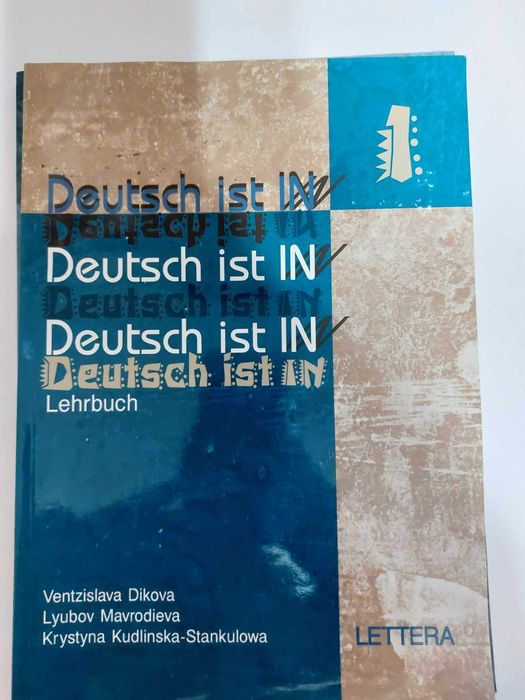 1
Deutsch ist IN
Deutsch ist IN
Deutsch ist IN
Deutsch ist IN
Deutsch ist IN
Deutsch ist IN
Lehrbuch
Ventzislava Dikova
Lyubov Mavrodieva
Krystyna Kudlinska-Stankulowa
LETTERA